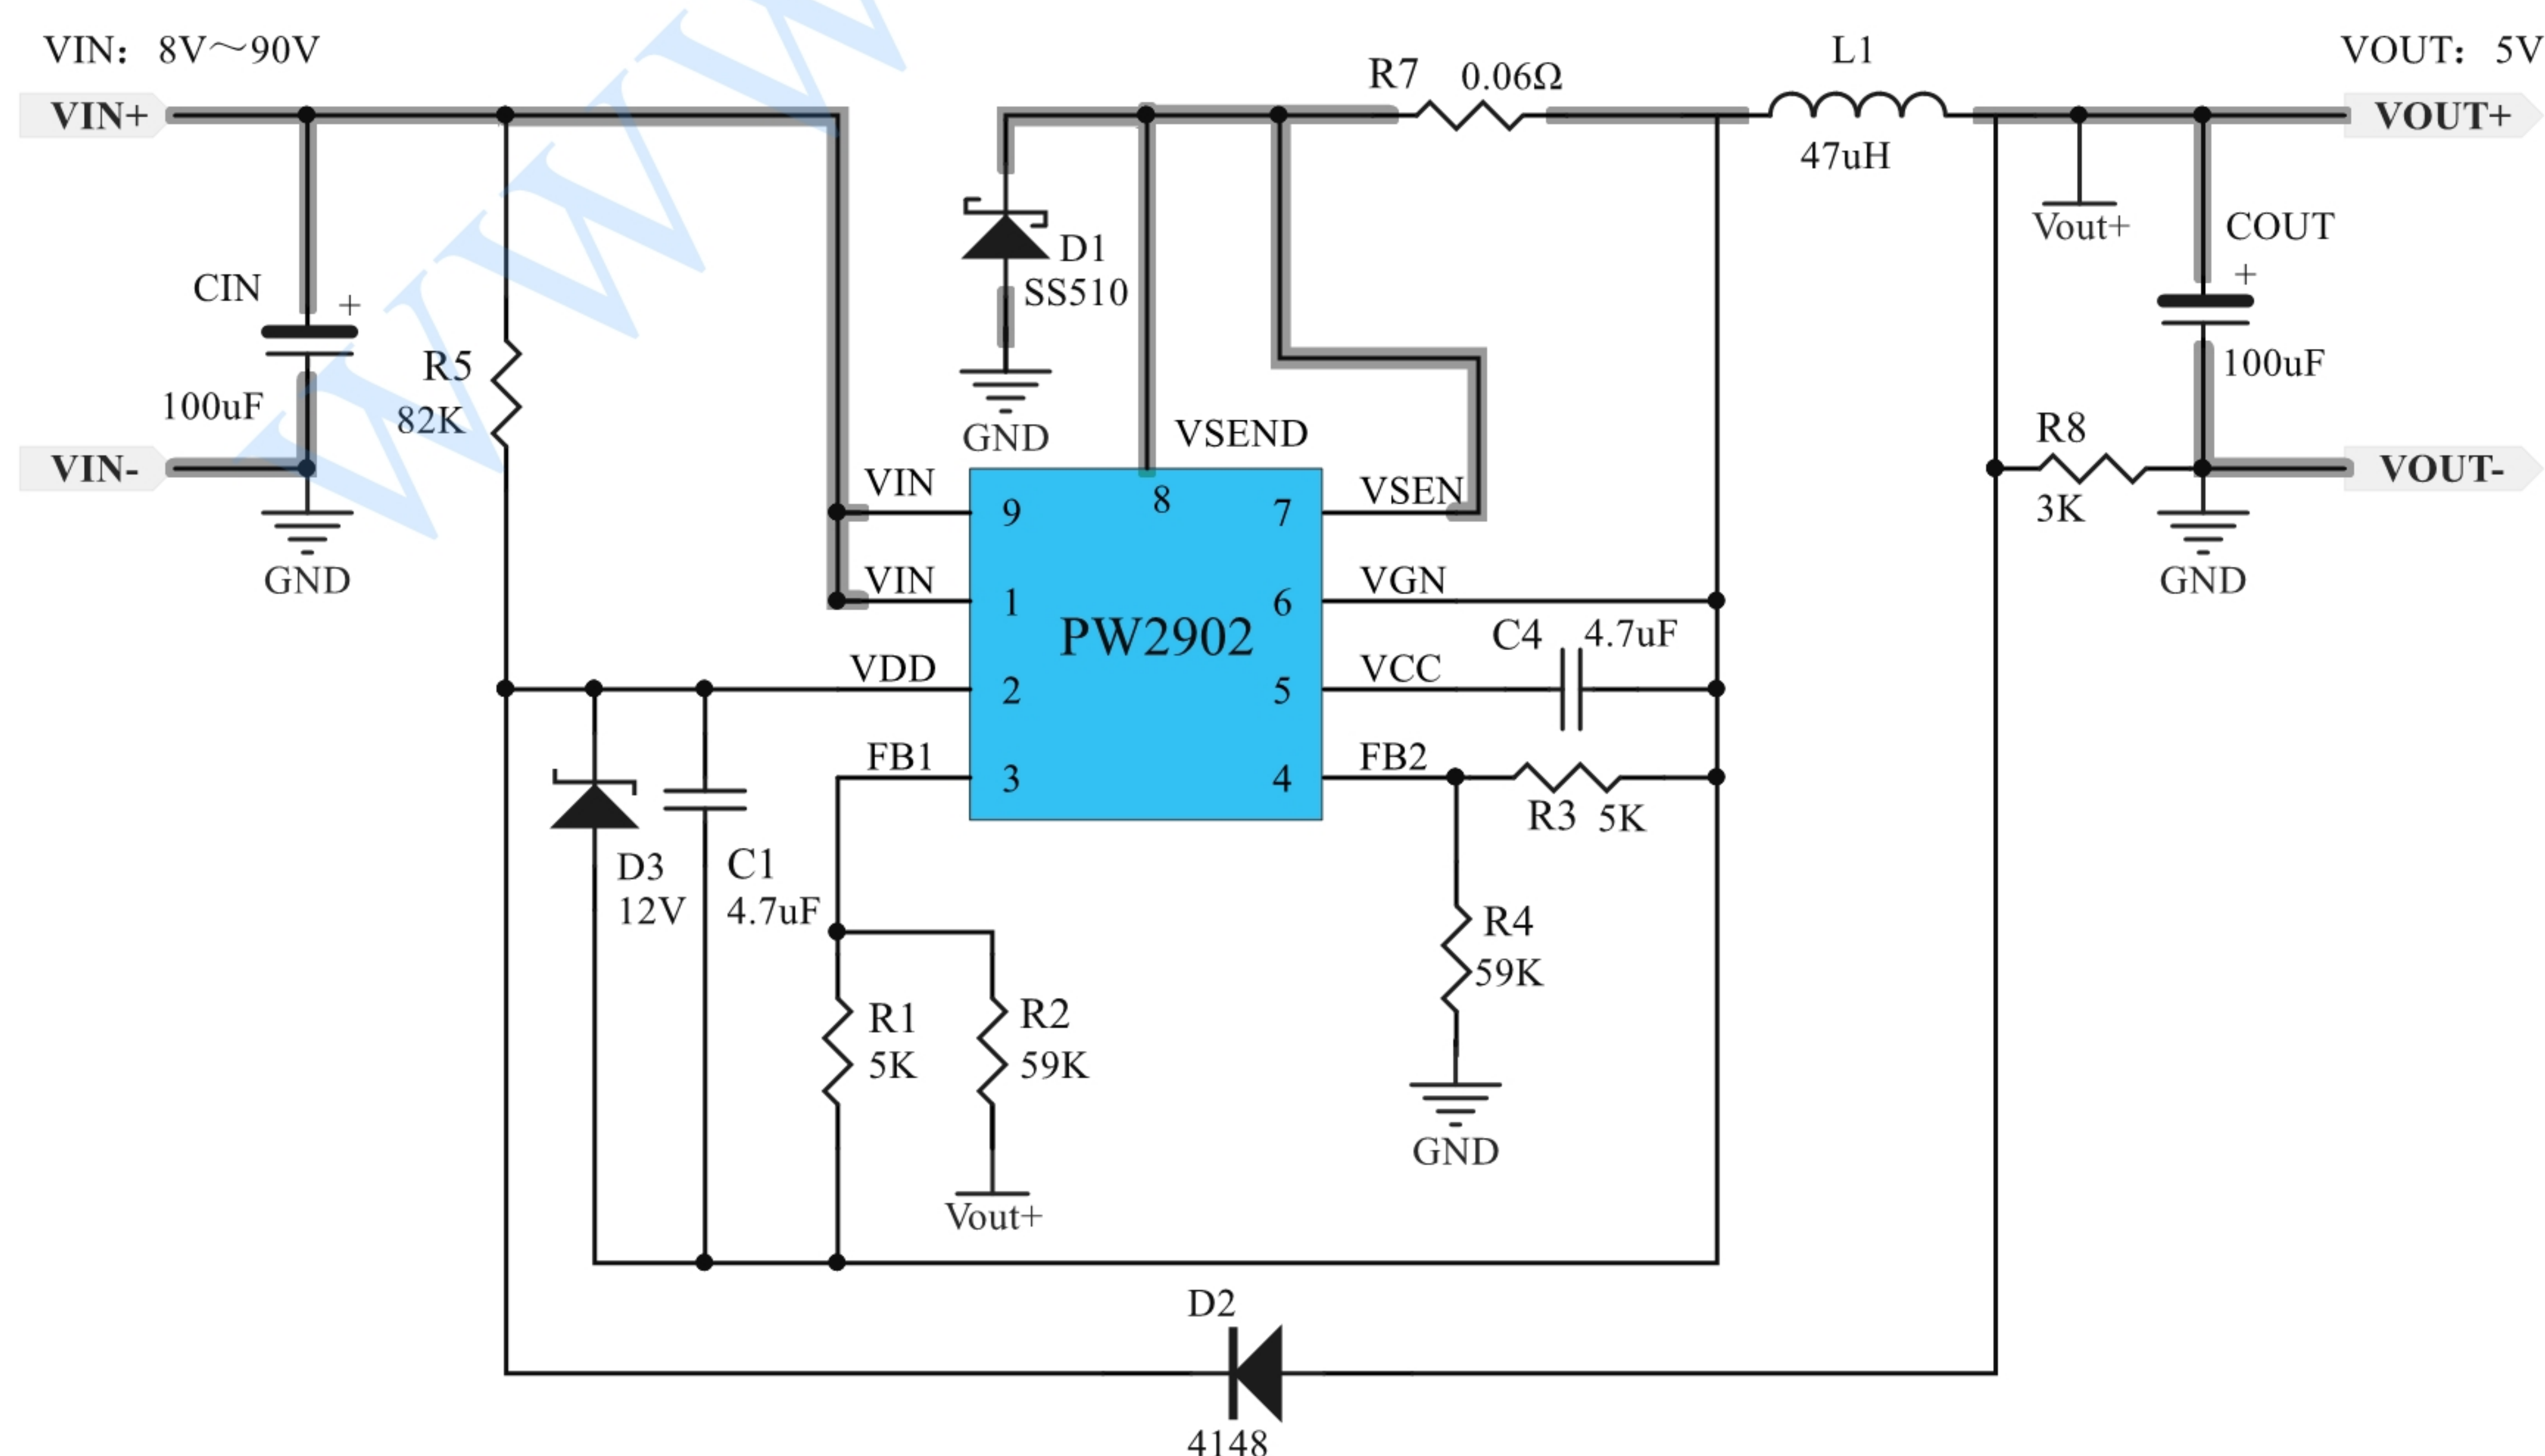 VIN：8V～90V
R7 0.06Ω
L1
VOUT：5V
VIN+
VOUT+
47uH
Vout+
COUT
+
D1
SS510
CIN
+
R5
82K
100uF
100uF
GND
VSEND
R8
VIN-
VOUT-
3K
VIN
9
8
7
VSEN
GND
GND
VIN
1
6
VGN
PW2902
C4 4.7uF
VDD
2
5
VCC
FB1
3
4
FB2
R3 5K
D3
12V
C1
4.7uF
R4
59K
R1
5K
R2
59K
GND
Vout+
D2
4148
WWW